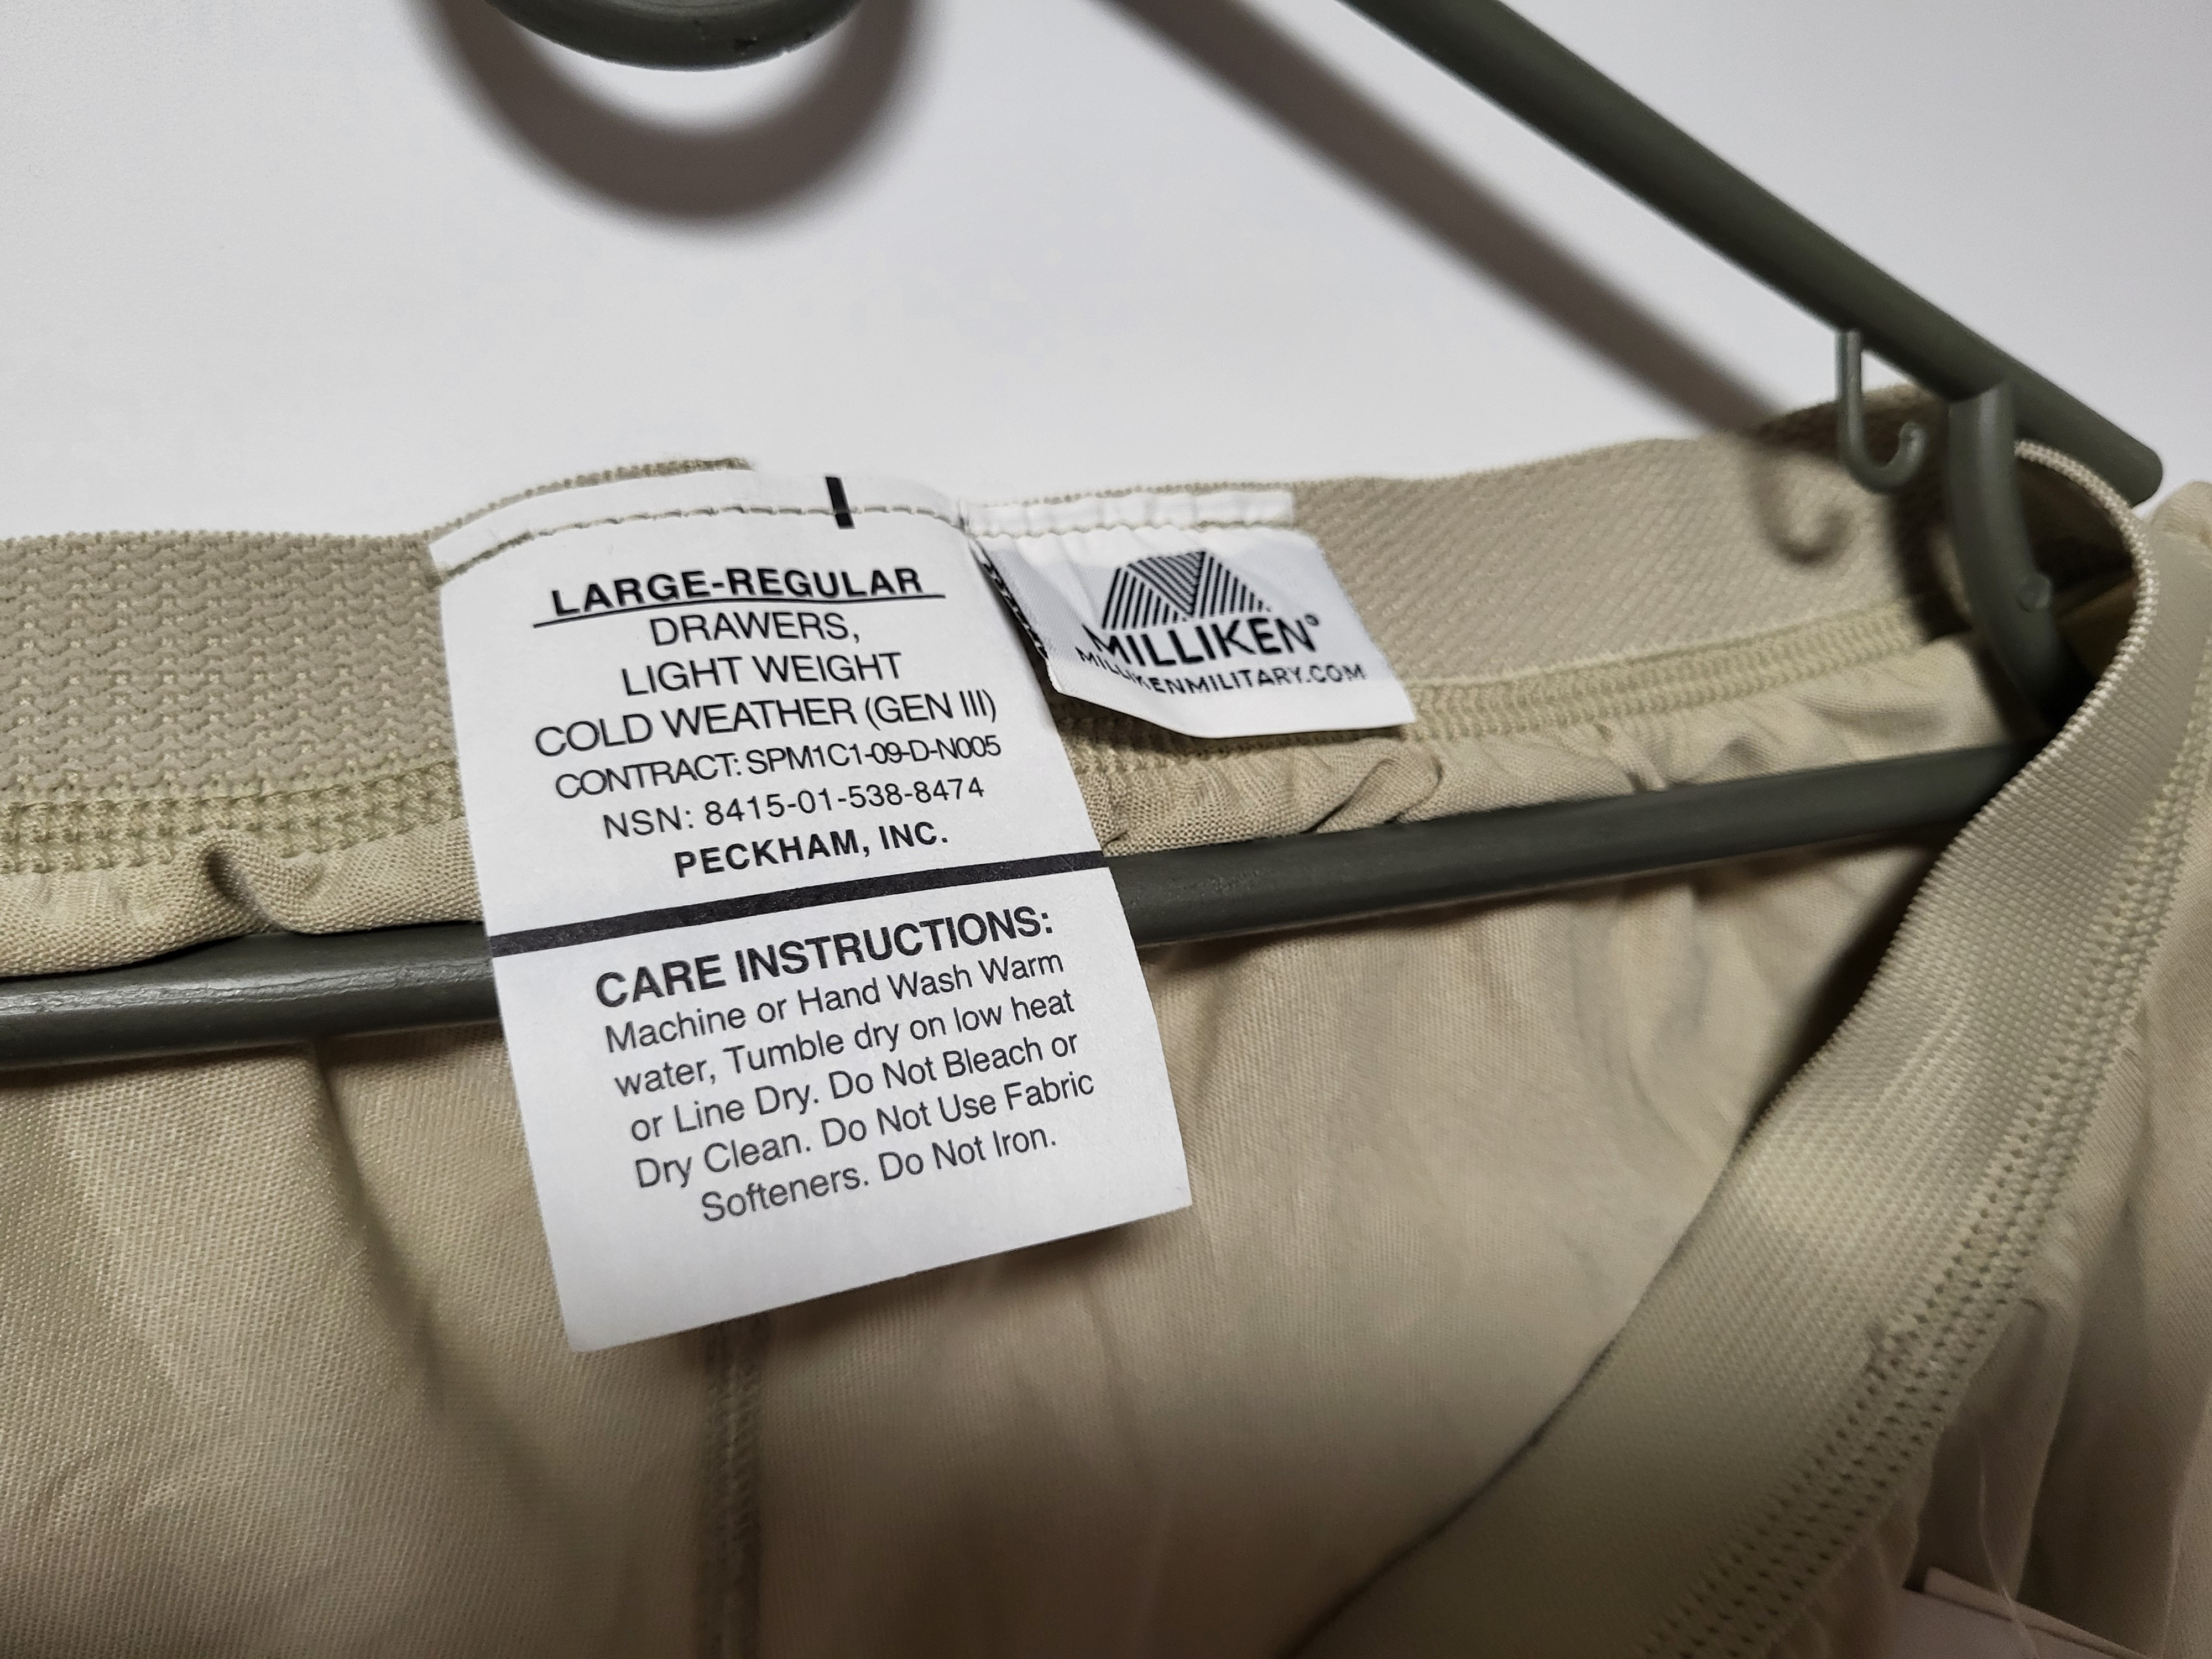 LARGE-REGULAR
DRAWERS,
LIGHT WEIGHT
COLD WEATHER (GEN III)
CONTRACT: SPM1C1-09-D-N005
NSN: 8415-01-538-8474
PECKHAM, INC.
CARE INSTRUCTIONS:
Machine or Hand Wash Warm
water, Tumble dry on low heat
or Line Dry. Do Not Bleach or
Dry Clean. Do Not Use Fabric
Softeners. Do Not Iron.
MILLIKEN®
MILLIKENMILITARY.COM